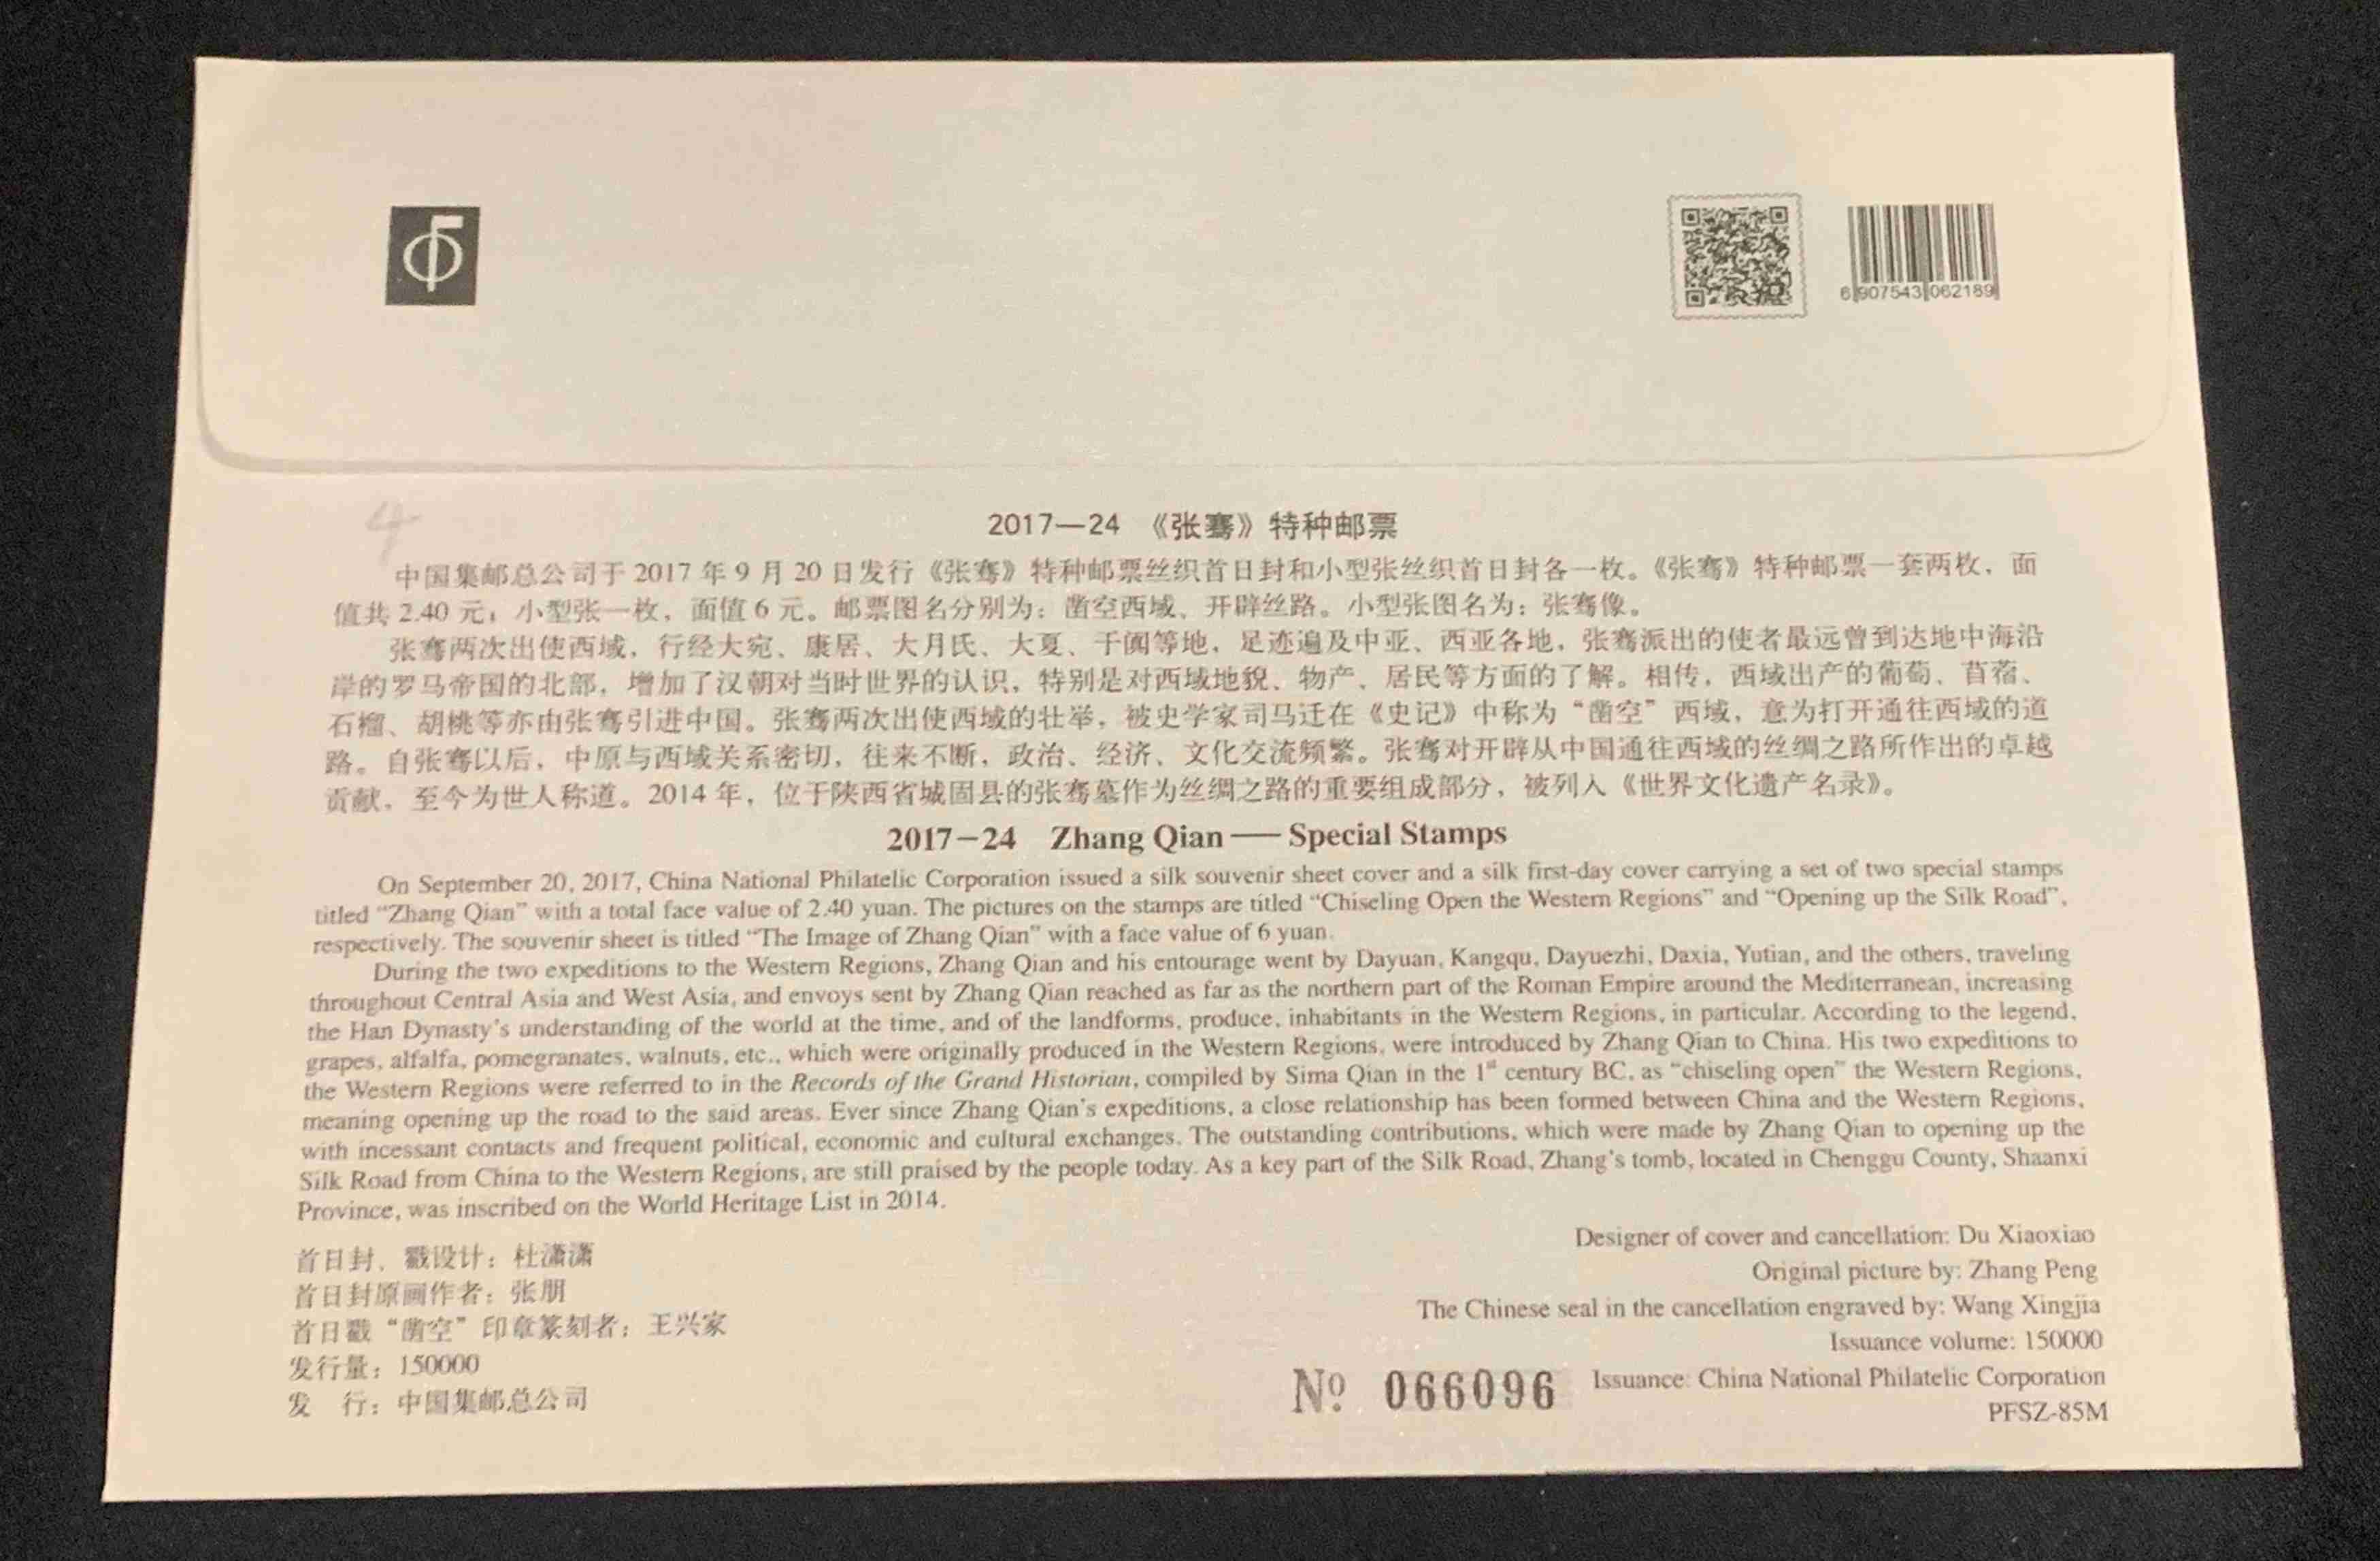 6 907543 062189
4
2017—24 《张骞》特种邮票
中国集邮总公司于 2017 年 9 月 20 日发行《张骞》特种邮票丝织首日封和小型张丝织首日封各一枚。《张骞》特种邮票一套两枚，面
值共 2.40 元；小型张一枚，面值 6 元。邮票图名分别为：凿空西域、开辟丝路。小型张图名为：张骞像。
张骞两次出使西域，行经大宛、康居、大月氏、大夏、于阗等地，足迹遍及中亚、西亚各地，张骞派出的使者最远曾到达地中海沿
岸的罗马帝国的北部，增加了汉朝对当时世界的认识，特别是对西域地貌、物产、居民等方面的了解。相传，西域出产的葡萄、苜蓿、
石榴、胡桃等亦由张骞引进中国。张骞两次出使西域的壮举，被史学家司马迁在《史记》中称为“凿空”西域，意为打开通往西域的道
路。自张骞以后，中原与西域关系密切，往来不断，政治、经济、文化交流频繁。张骞对开辟从中国通往西域的丝绸之路所作出的卓越
贡献，至今为世人称道。2014 年，位于陕西省城固县的张骞墓作为丝绸之路的重要组成部分，被列入《世界文化遗产名录》。
2017—24 Zhang Qian — Special Stamps
On September 20, 2017, China National Philatelic Corporation issued a silk souvenir sheet cover and a silk first-day cover carrying a set of two special stamps
titled “Zhang Qian” with a total face value of 2.40 yuan. The pictures on the stamps are titled “Chiseling Open the Western Regions” and “Opening up the Silk Road”,
respectively. The souvenir sheet is titled “The Image of Zhang Qian” with a face value of 6 yuan.
During the two expeditions to the Western Regions, Zhang Qian and his entourage went by Dayuan, Kangqu, Dayuezhi, Daxia, Yutian, and the others, traveling
throughout Central Asia and West Asia, and envoys sent by Zhang Qian reached as far as the northern part of the Roman Empire around the Mediterranean, increasing
the Han Dynasty’s understanding of the world at the time, and of the landforms, produce, inhabitants in the Western Regions, in particular. According to the legend,
grapes, alfalfa, pomegranates, walnuts, etc., which were originally produced in the Western Regions, were introduced by Zhang Qian to China. His two expeditions to
the Western Regions were referred to in the Records of the Grand Historian, compiled by Sima Qian in the 1st century BC, as “chiseling open” the Western Regions,
meaning opening up the road to the said areas. Ever since Zhang Qian’s expeditions, a close relationship has been formed between China and the Western Regions,
with incessant contacts and frequent political, economic and cultural exchanges. The outstanding contributions, which were made by Zhang Qian to opening up the
Silk Road from China to the Western Regions, are still praised by the people today. As a key part of the Silk Road, Zhang’s tomb, located in Chenggu County, Shaanxi
Province, was inscribed on the World Heritage List in 2014.
首日封、戳设计：杜潇潇
首日封原画作者：张朋
首日戳“凿空”印章篆刻者：王兴家
发行量：150000
发 行：中国集邮总公司
Designer of cover and cancellation: Du Xiaoxiao
Original picture by: Zhang Peng
The Chinese seal in the cancellation engraved by: Wang Xingjia
Issuance volume: 150000
Nº 066096 Issuance: China National Philatelic Corporation
PFSZ-85M